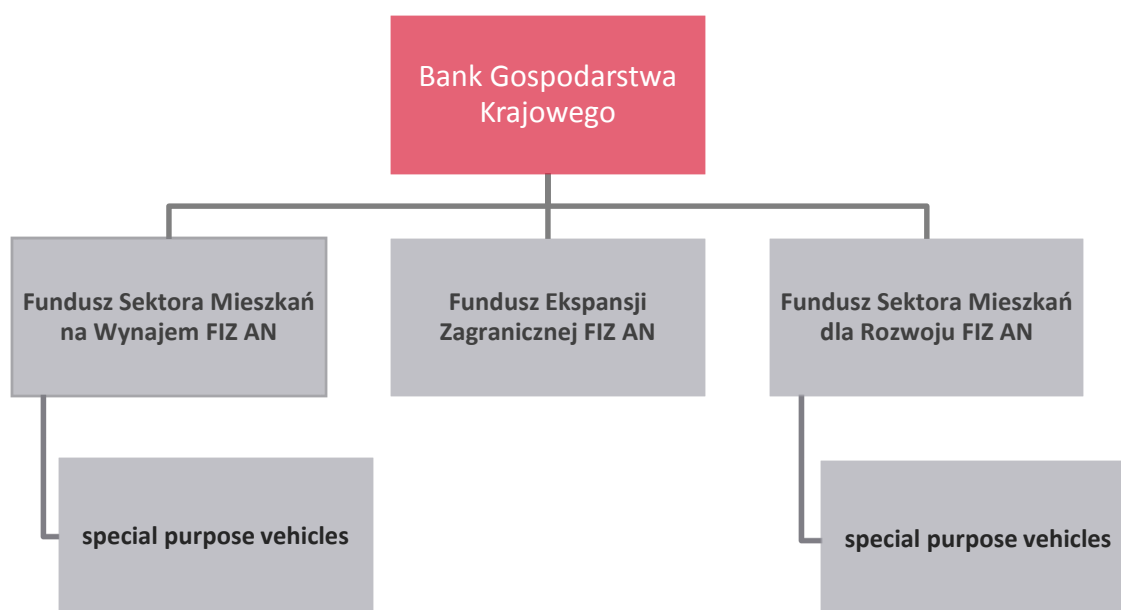 Bank Gospodarstwa
Krajowego
Fundusz Sektora Mieszkań
na Wynajem FIZ AN
Fundusz Ekspansji
Zagranicznej FIZ AN
Fundusz Sektora Mieszkań
dla Rozwoju FIZ AN
special purpose vehicles
special purpose vehicles